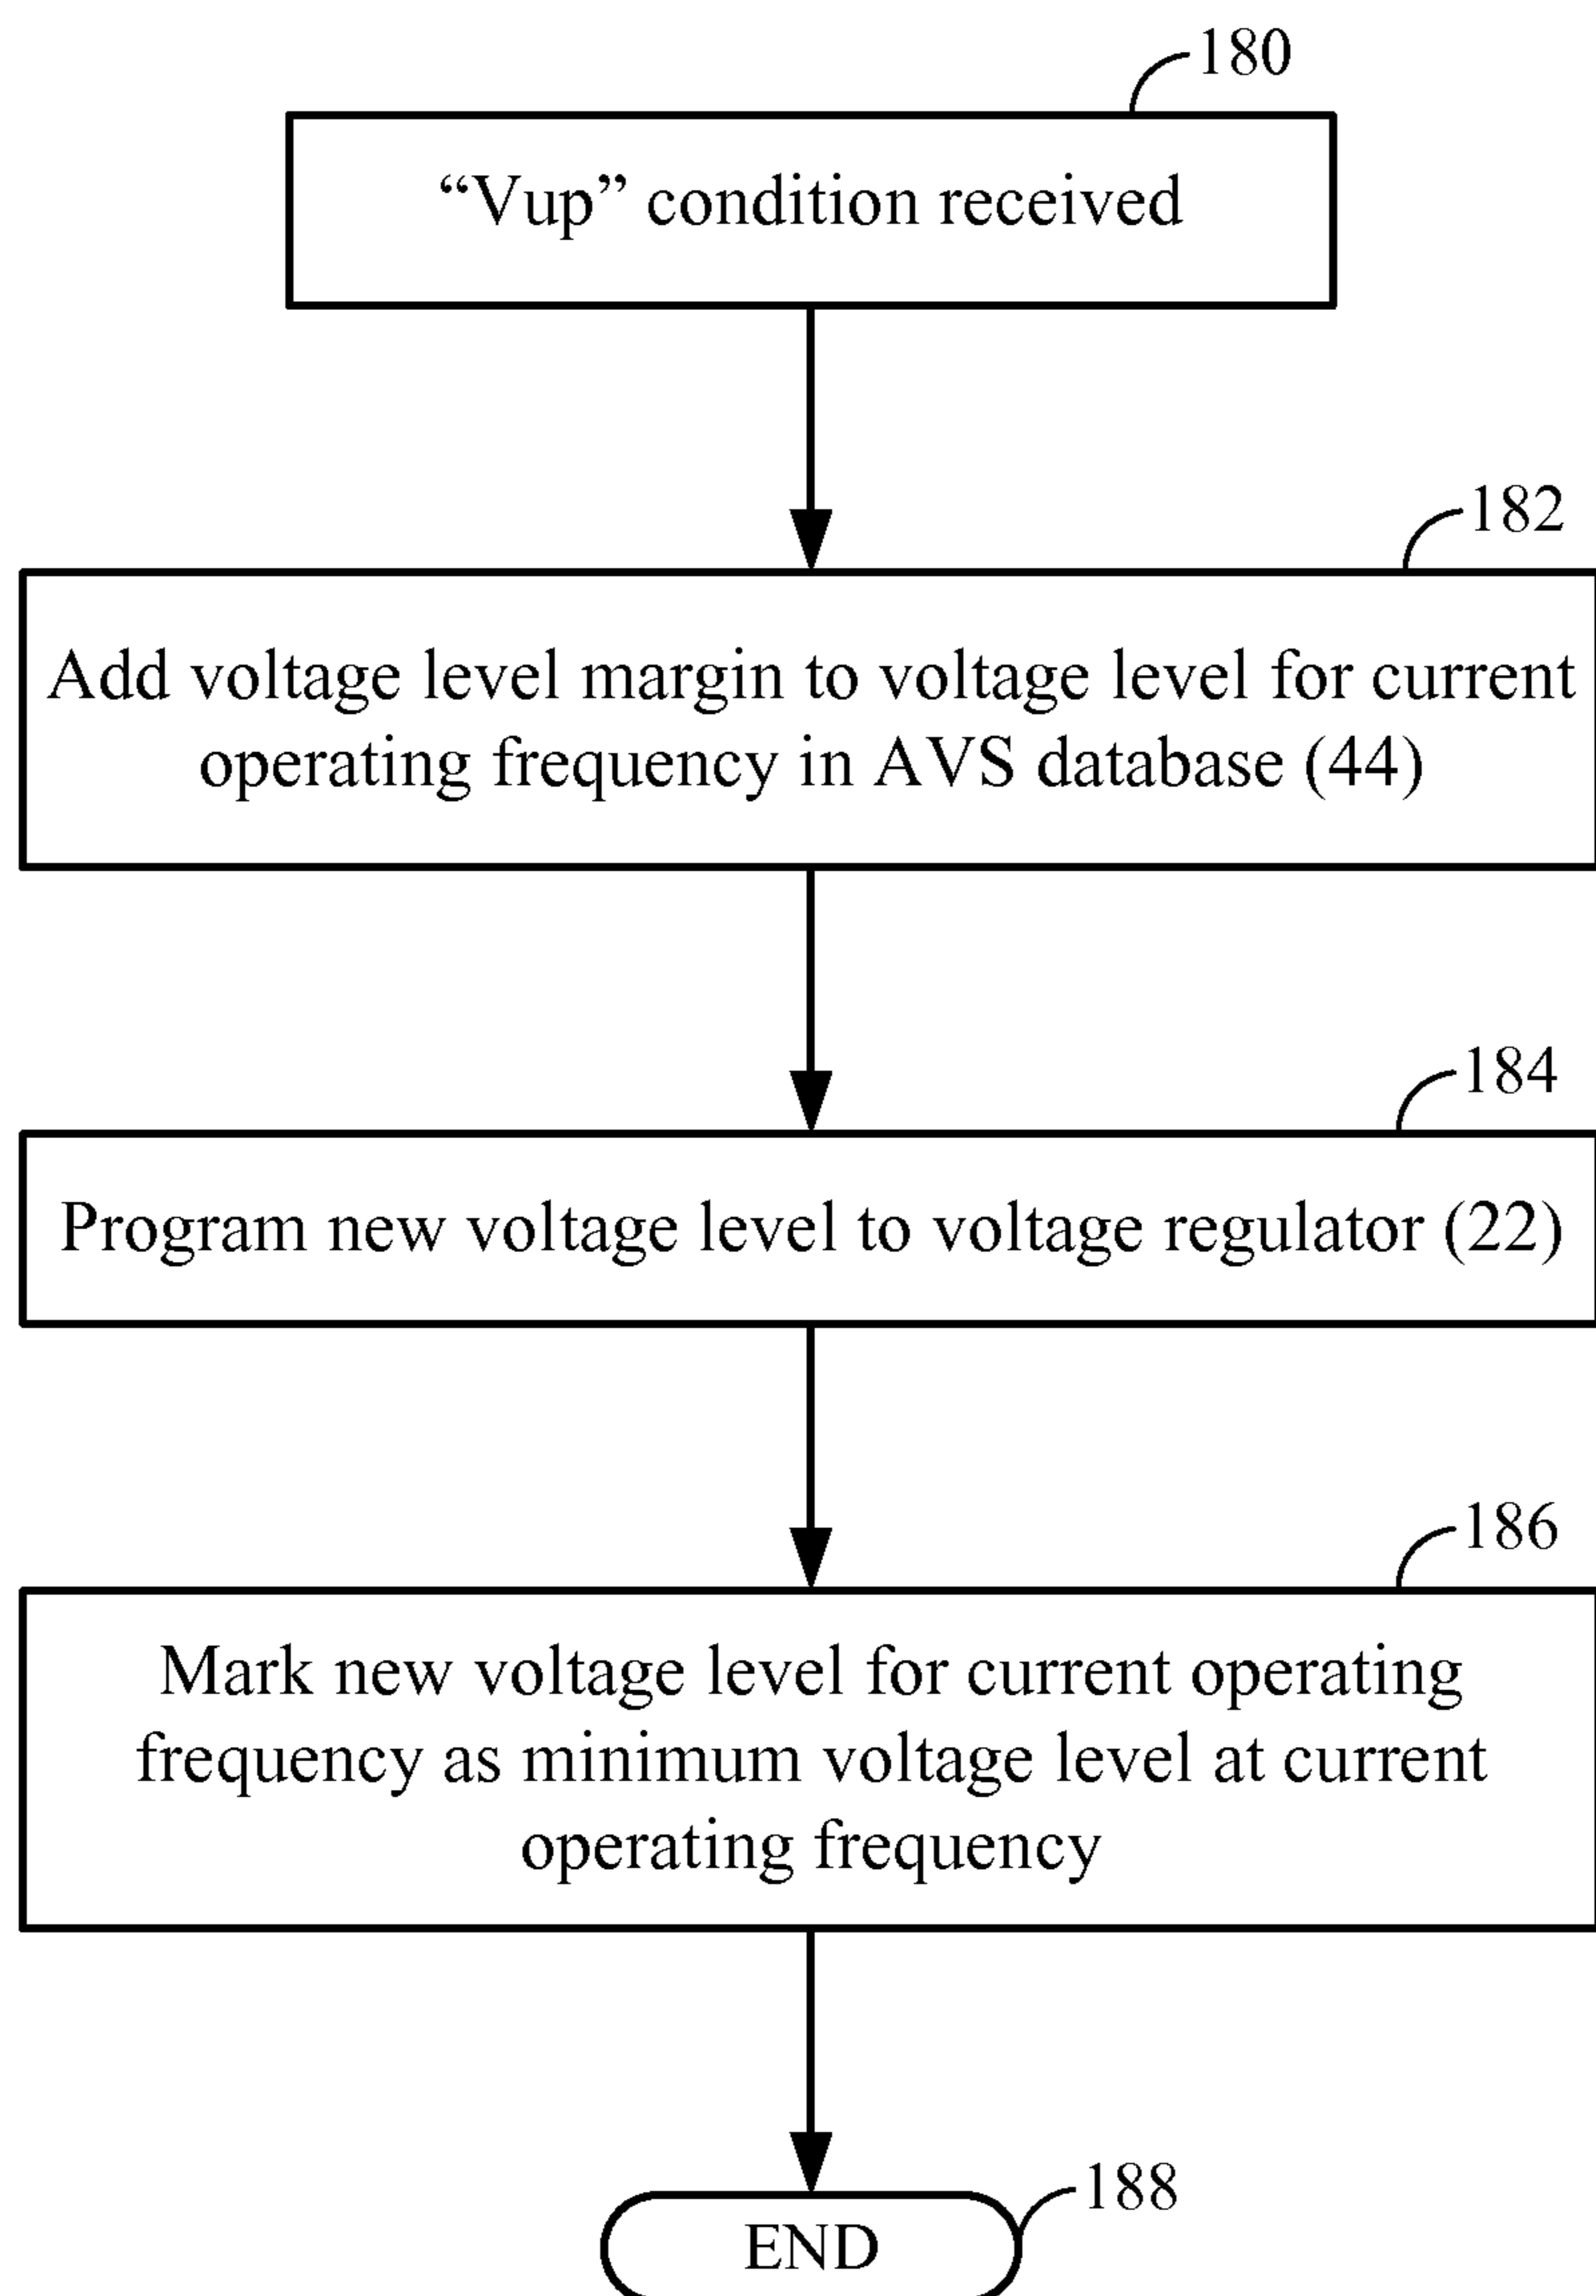 180
“Vup” condition received
182
Add voltage level margin to voltage level for current
operating frequency in AVS database (44)
184
Program new voltage level to voltage regulator (22)
186
Mark new voltage level for current operating
frequency as minimum voltage level at current
operating frequency
188
END